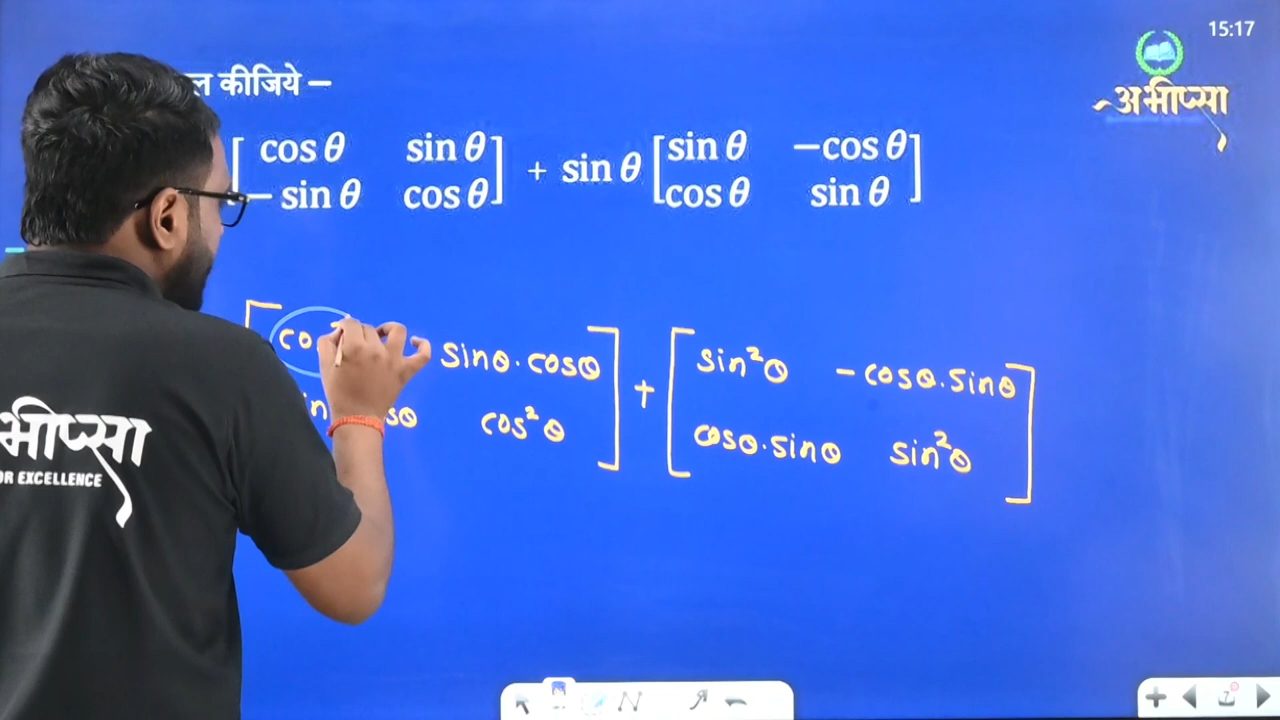 15:17
अभीप्सा
कीजिये –
[ cos θ sin θ ] + sin θ [ sin θ −cos θ ]
− sin θ cos θ cos θ sin θ
sinθ·cosθ ] + [ sin²θ -cosθ.sinθ ]
cos²θ cosθ.sinθ sin²θ
OR EXCELLENCE